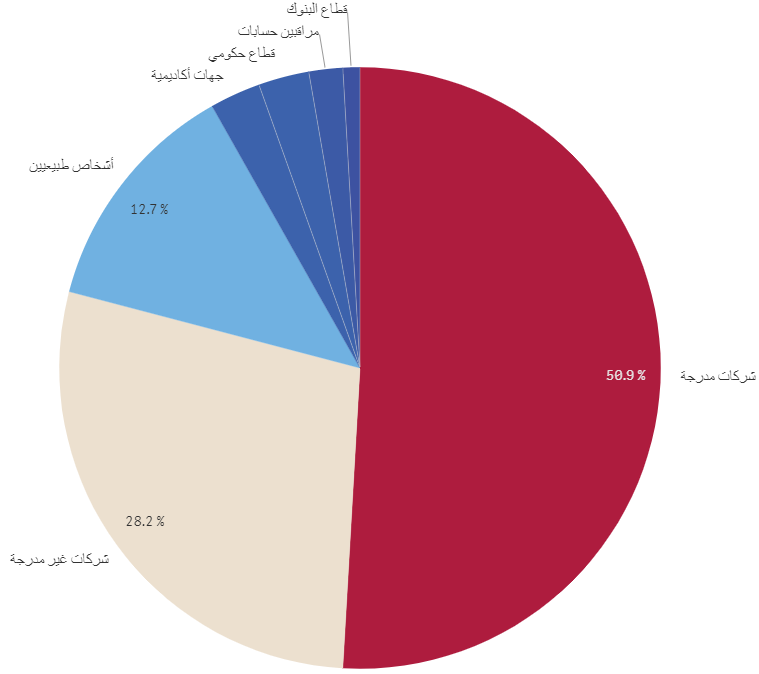 قطاع البنوك
مراقبين حسابات
قطاع حكومي
جهات أكاديمية
أشخاص طبيعيين
12.7 %
شركات مدرجة
50.9 %
28.2 %
شركات غير مدرجة